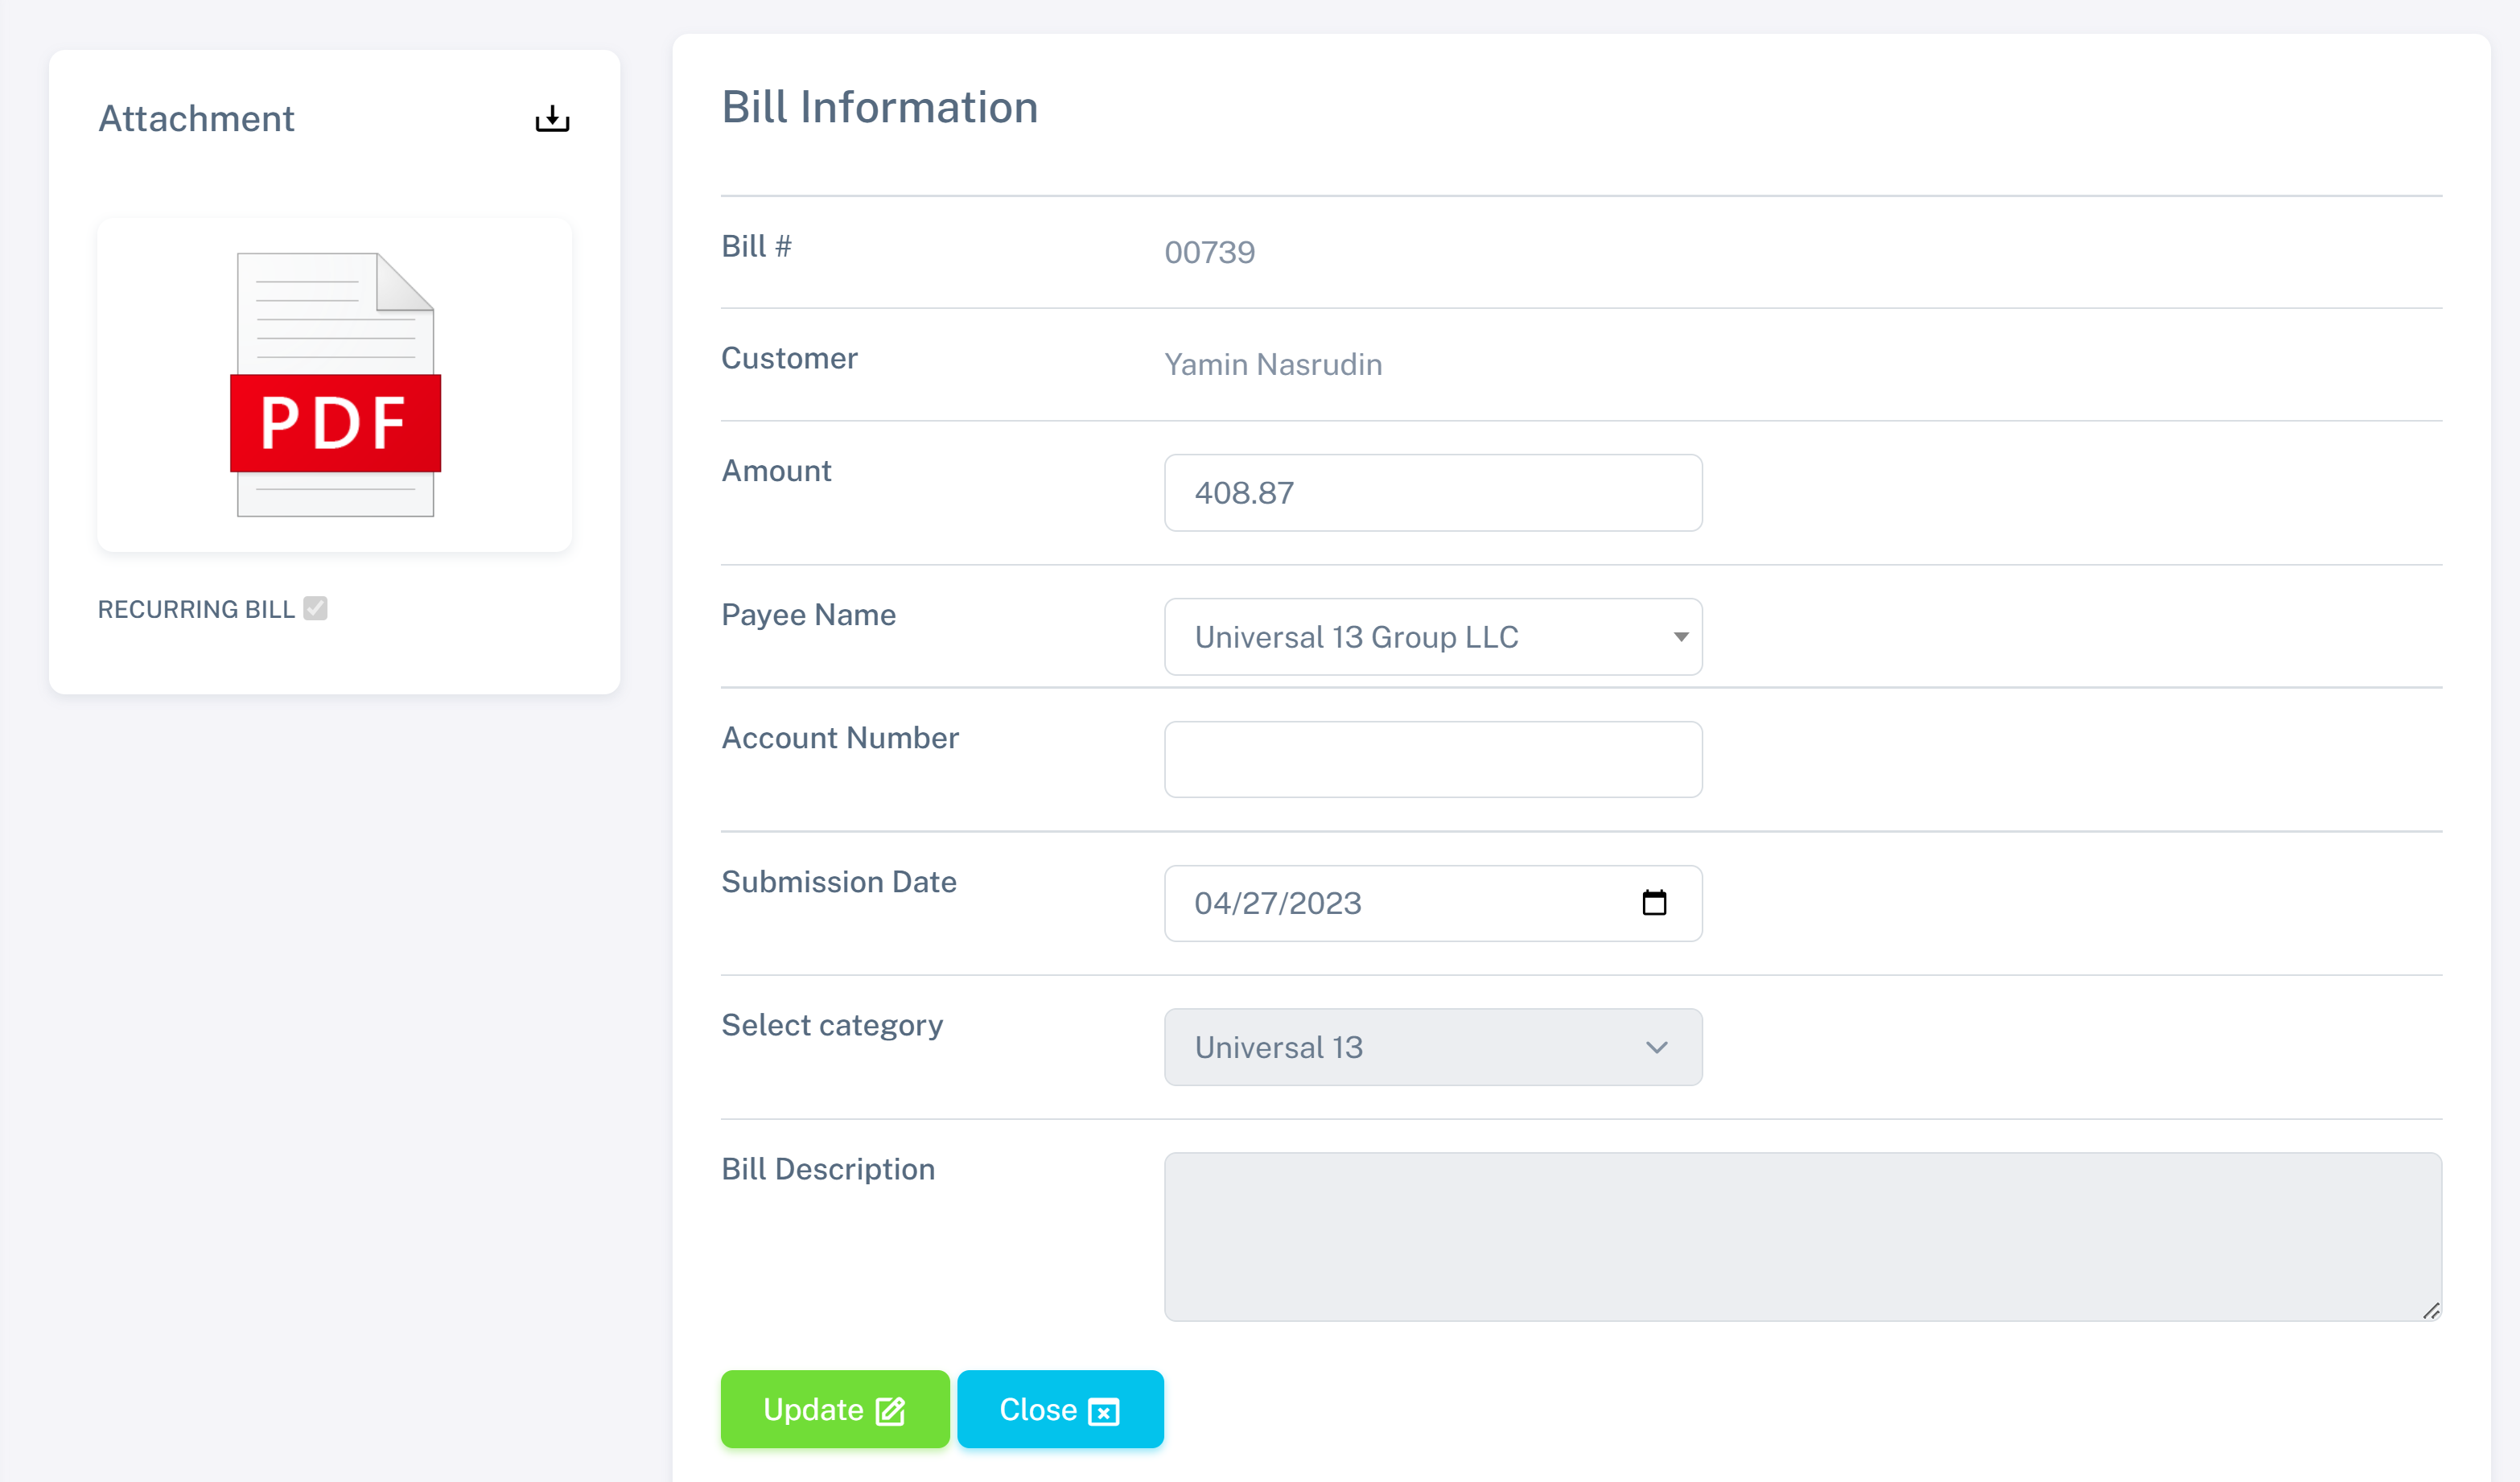 Attachment
PDF
RECURRING BILL
Bill Information
Bill # 00739
Customer Yamin Nasrudin
Amount 408.87
Payee Name Universal 13 Group LLC
Account Number
Submission Date 04/27/2023
Select category Universal 13
Bill Description
Update Close